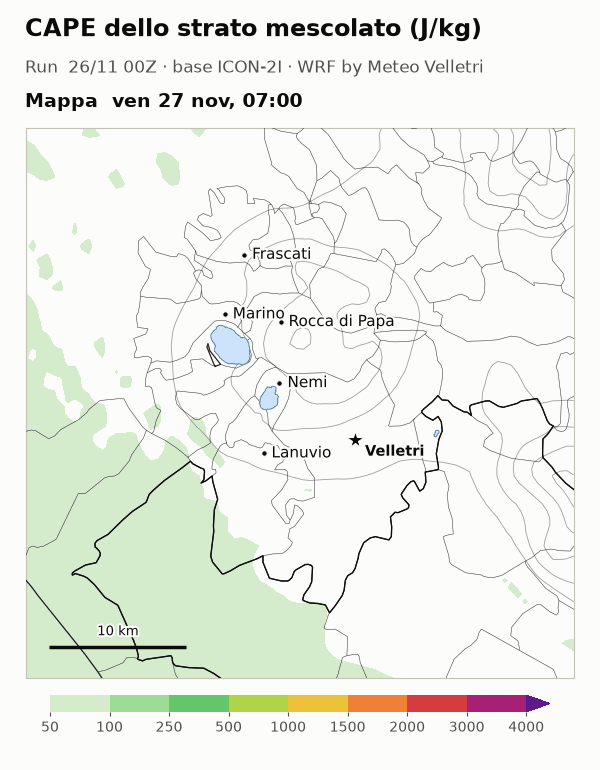 CAPE dello strato mescolato (J/kg)
Run  26/11 00Z · base ICON-2I · WRF by Meteo Velletri
Mappa  ven 27 nov, 07:00
Frascati
Marino
Rocca di Papa
Nemi
Velletri
Lanuvio
10 km
50 100 250 500 1000 1500 2000 3000 4000